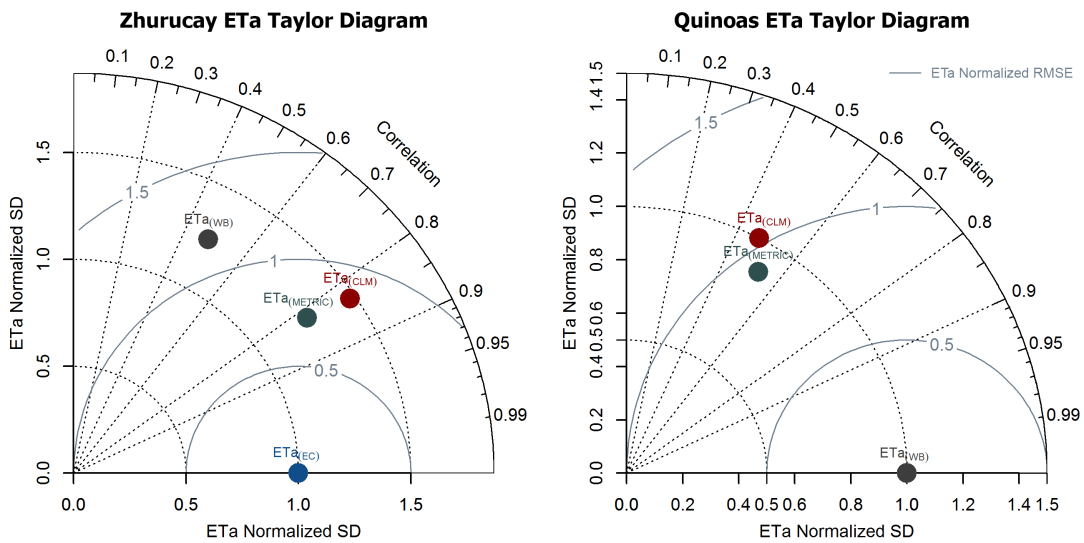 Zhurucay ETa Taylor Diagram
0.1 0.2 0.3 0.4 0.5 0.6 0.7 0.8 0.9 0.95 0.99
Correlation
ETa Normalized SD
1.5
1.0
0.5
0.0
1.5
1
0.5
ETa(WB)
ETa(CLM)
ETa(METRIC)
ETa(EC)
0.0 0.5 1.0 1.5
ETa Normalized SD
Quinoas ETa Taylor Diagram
ETa Normalized RMSE
0.1 0.2 0.3 0.4 0.5 0.6 0.7 0.8 0.9 0.95 0.99
Correlation
ETa Normalized SD
1.5
1.4
1.2
1.0
0.8
0.6
0.5
0.4
0.2
0.0
1.5
1
0.5
ETa(CLM)
ETa(METRIC)
ETa(WB)
0.0 0.2 0.4 0.5 0.6 0.8 1.0 1.2 1.4 1.5
ETa Normalized SD